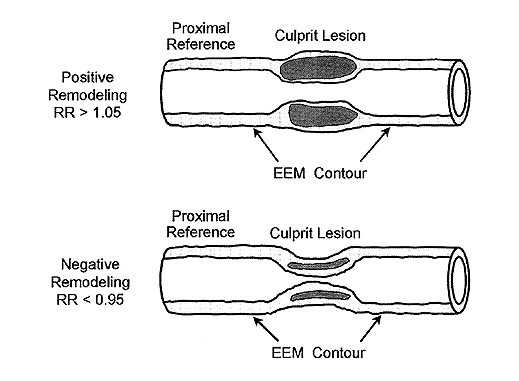 Proximal
Reference
Culprit Lesion
Positive
Remodeling
RR > 1.05
EEM Contour
Proximal
Reference
Culprit Lesion
Negative
Remodeling
RR < 0.95
EEM Contour